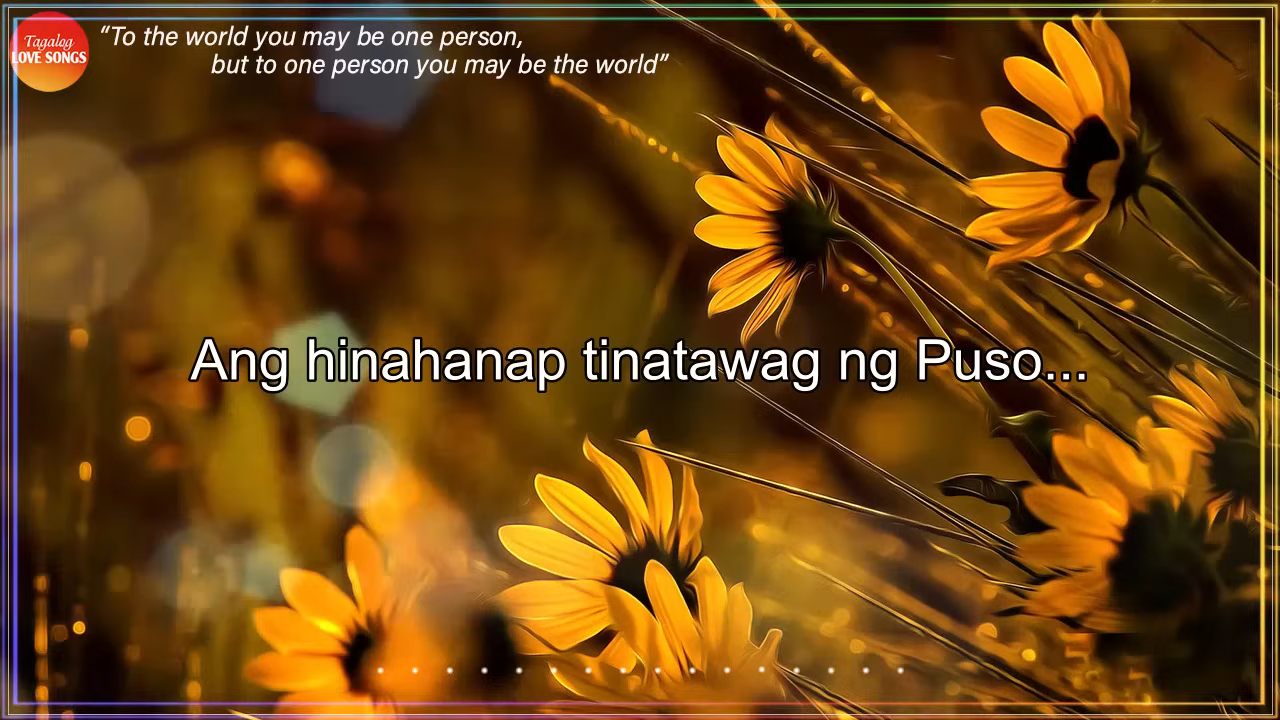 Tagalog
LOVE SONGS
“To the world you may be one person,
but to one person you may be the world”
Ang hinahanap tinatawag ng Puso...